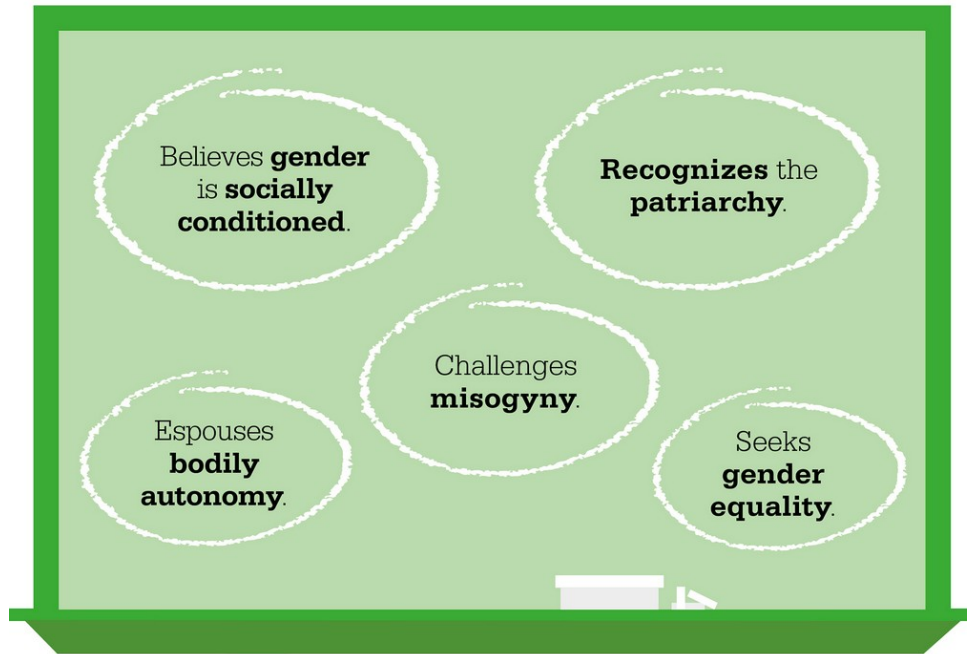 Believes gender
is socially
conditioned.
Recognizes the
patriarchy.
Challenges
misogyny.
Espouses
bodily
autonomy.
Seeks
gender
equality.